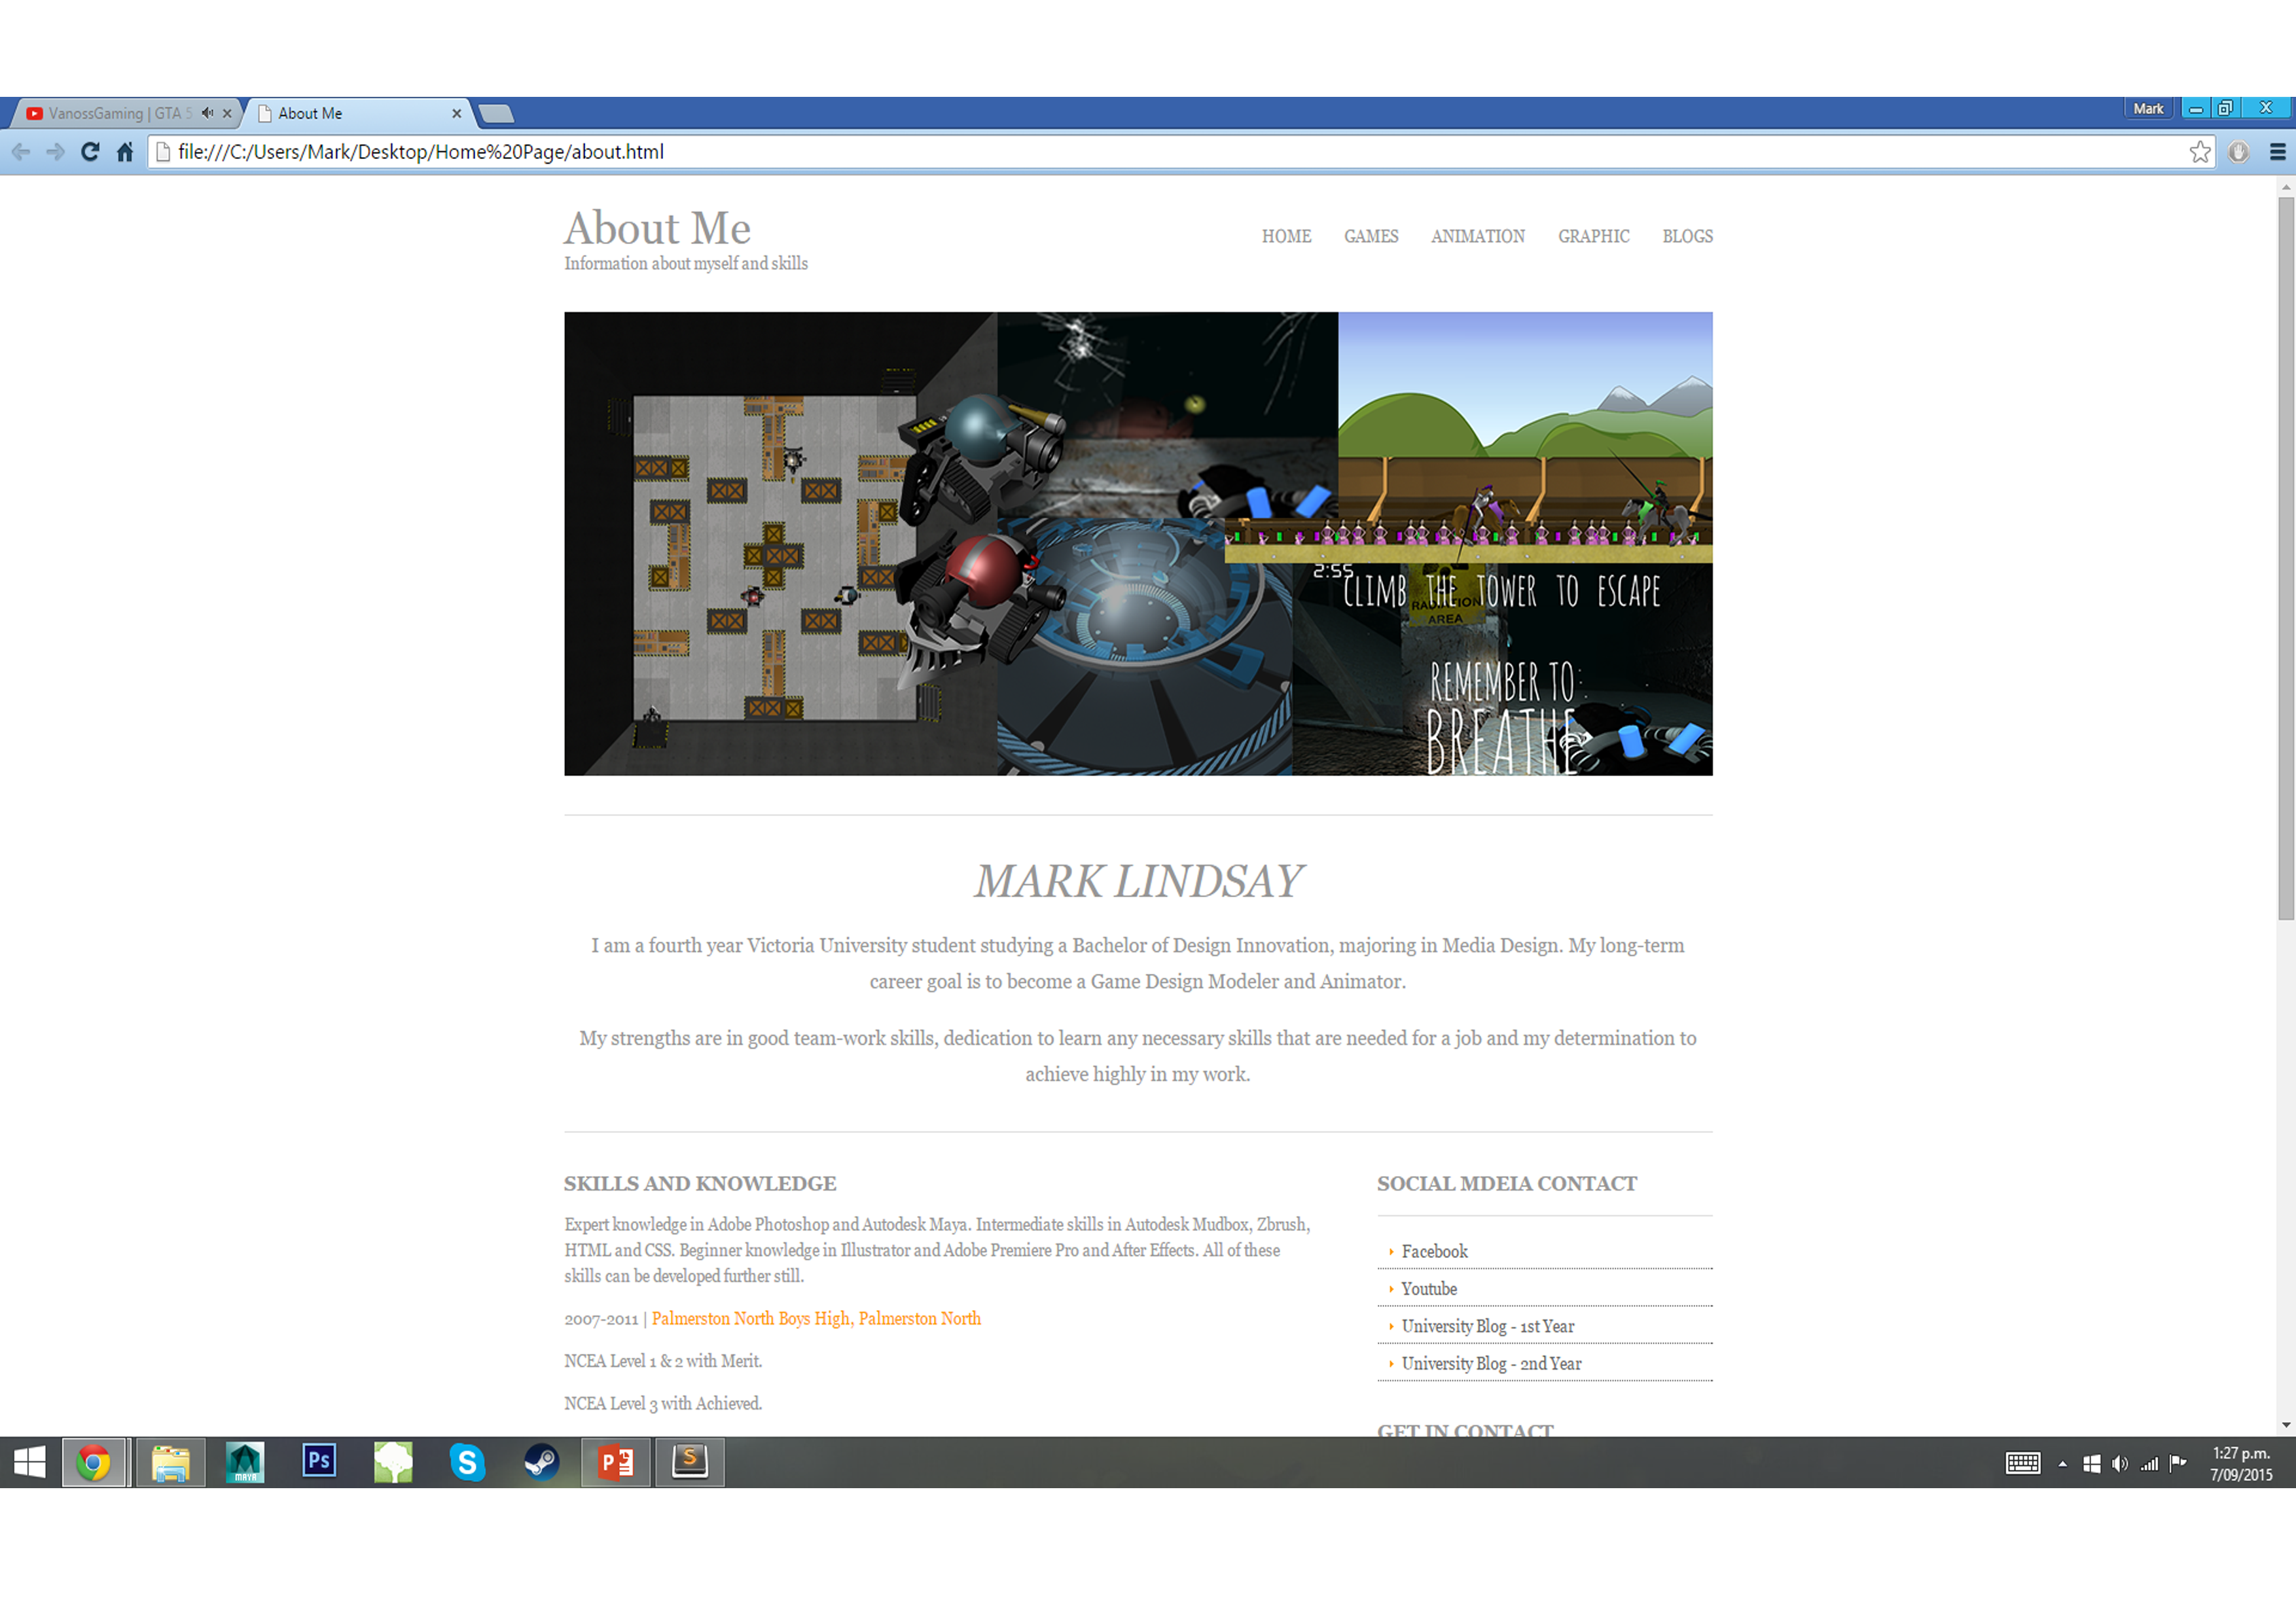 VanossGaming | GTA 5
About Me
Mark
file:///C:/Users/Mark/Desktop/Home%20Page/about.html
About Me
Information about myself and skills
HOME GAMES ANIMATION GRAPHIC BLOGS
2:55
CLIMB THE TOWER TO ESCAPE
RADIATION
AREA
REMEMBER TO
BREATHE
MARK LINDSAY
I am a fourth year Victoria University student studying a Bachelor of Design Innovation, majoring in Media Design. My long-term
career goal is to become a Game Design Modeler and Animator.
My strengths are in good team-work skills, dedication to learn any necessary skills that are needed for a job and my determination to
achieve highly in my work.
SKILLS AND KNOWLEDGE
Expert knowledge in Adobe Photoshop and Autodesk Maya. Intermediate skills in Autodesk Mudbox, Zbrush,
HTML and CSS. Beginner knowledge in Illustrator and Adobe Premiere Pro and After Effects. All of these
skills can be developed further still.
2007-2011 | Palmerston North Boys High, Palmerston North
NCEA Level 1 & 2 with Merit.
NCEA Level 3 with Achieved.
SOCIAL MDEIA CONTACT
Facebook
Youtube
University Blog - 1st Year
University Blog - 2nd Year
GET IN CONTACT
MAYA
Ps
S
P
S
1:27 p.m.
7/09/2015